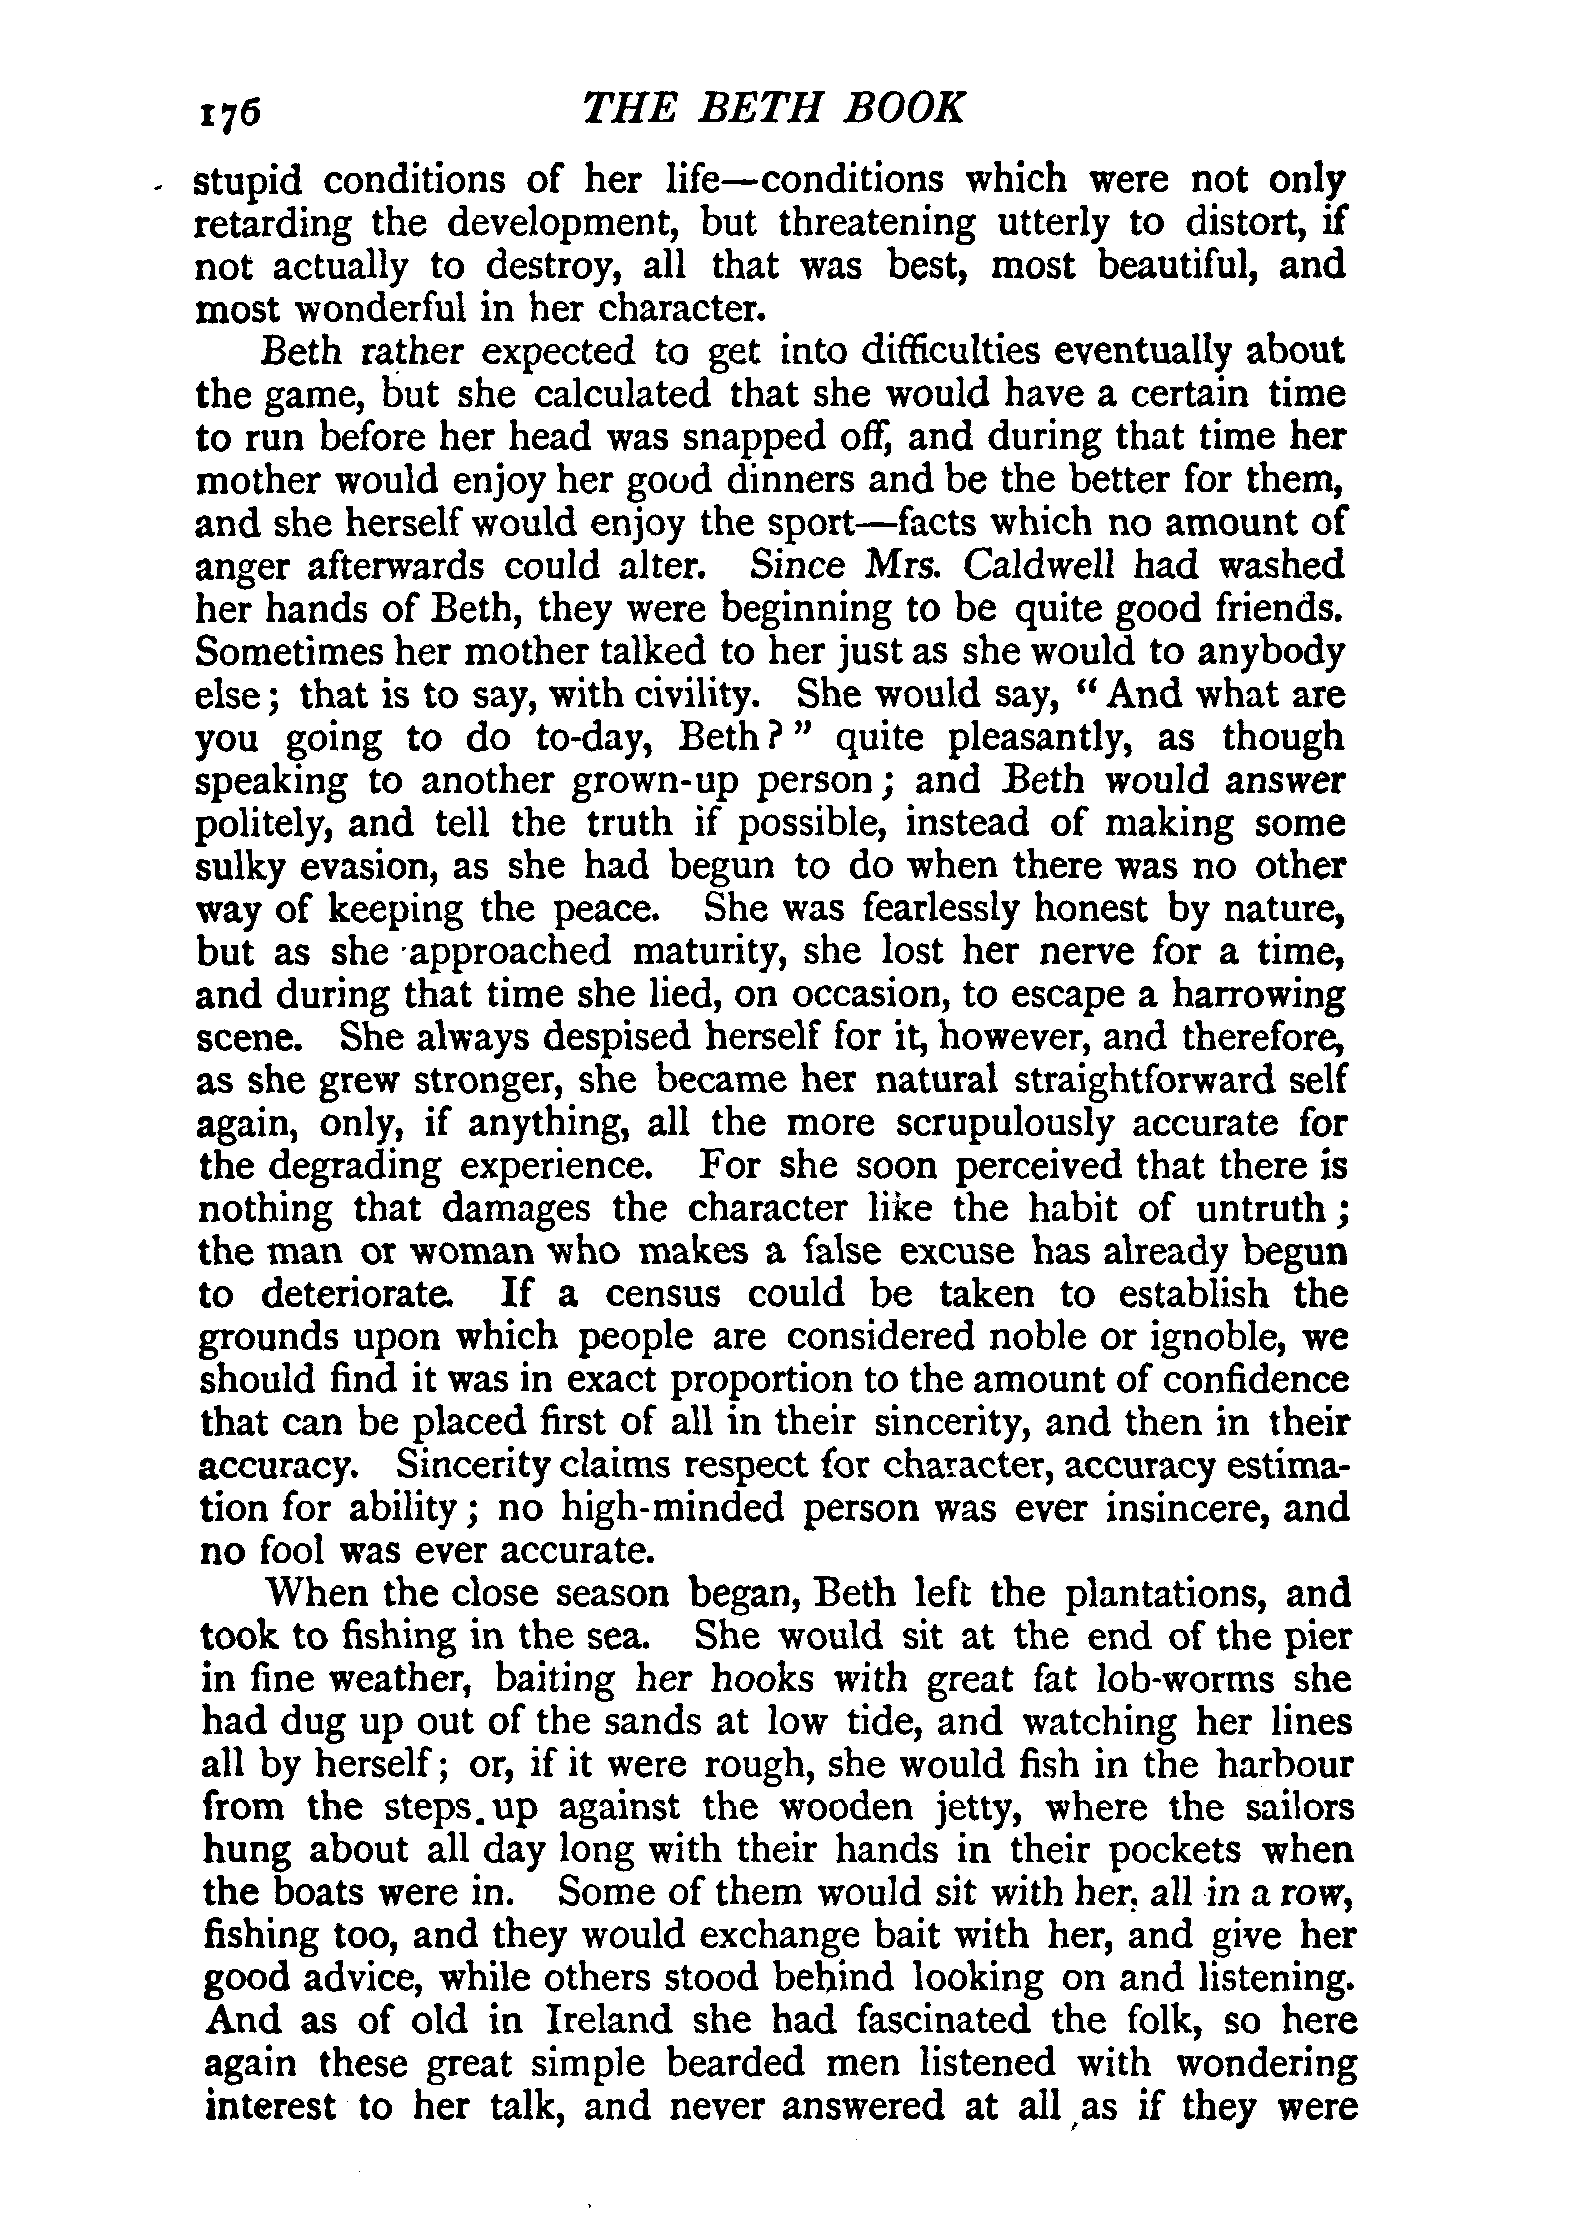 176 THE BETH BOOK
stupid conditions of her life—conditions which were not only
retarding the development, but threatening utterly to distort, if
not actually to destroy, all that was best, most beautiful, and
most wonderful in her character.
Beth rather expected to get into difficulties eventually about
the game, but she calculated that she would have a certain time
to run before her head was snapped off, and during that time her
mother would enjoy her good dinners and be the better for them,
and she herself would enjoy the sport—facts which no amount of
anger afterwards could alter. Since Mrs. Caldwell had washed
her hands of Beth, they were beginning to be quite good friends.
Sometimes her mother talked to her just as she would to anybody
else; that is to say, with civility. She would say, "And what are
you going to do to-day, Beth?" quite pleasantly, as though
speaking to another grown-up person; and Beth would answer
politely, and tell the truth if possible, instead of making some
sulky evasion, as she had begun to do when there was no other
way of keeping the peace. She was fearlessly honest by nature,
but as she approached maturity, she lost her nerve for a time,
and during that time she lied, on occasion, to escape a harrowing
scene. She always despised herself for it, however, and therefore,
as she grew stronger, she became her natural straightforward self
again, only, if anything, all the more scrupulously accurate for
the degrading experience. For she soon perceived that there is
nothing that damages the character like the habit of untruth;
the man or woman who makes a false excuse has already begun
to deteriorate. If a census could be taken to establish the
grounds upon which people are considered noble or ignoble, we
should find it was in exact proportion to the amount of confidence
that can be placed first of all in their sincerity, and then in their
accuracy. Sincerity claims respect for character, accuracy estima-
tion for ability; no high-minded person was ever insincere, and
no fool was ever accurate.
When the close season began, Beth left the plantations, and
took to fishing in the sea. She would sit at the end of the pier
in fine weather, baiting her hooks with great fat lob-worms she
had dug up out of the sands at low tide, and watching her lines
all by herself; or, if it were rough, she would fish in the harbour
from the steps up against the wooden jetty, where the sailors
hung about all day long with their hands in their pockets when
the boats were in. Some of them would sit with her, all in a row,
fishing too, and they would exchange bait with her, and give her
good advice, while others stood behind looking on and listening.
And as of old in Ireland she had fascinated the folk, so here
again these great simple bearded men listened with wondering
interest to her talk, and never answered at all as if they were